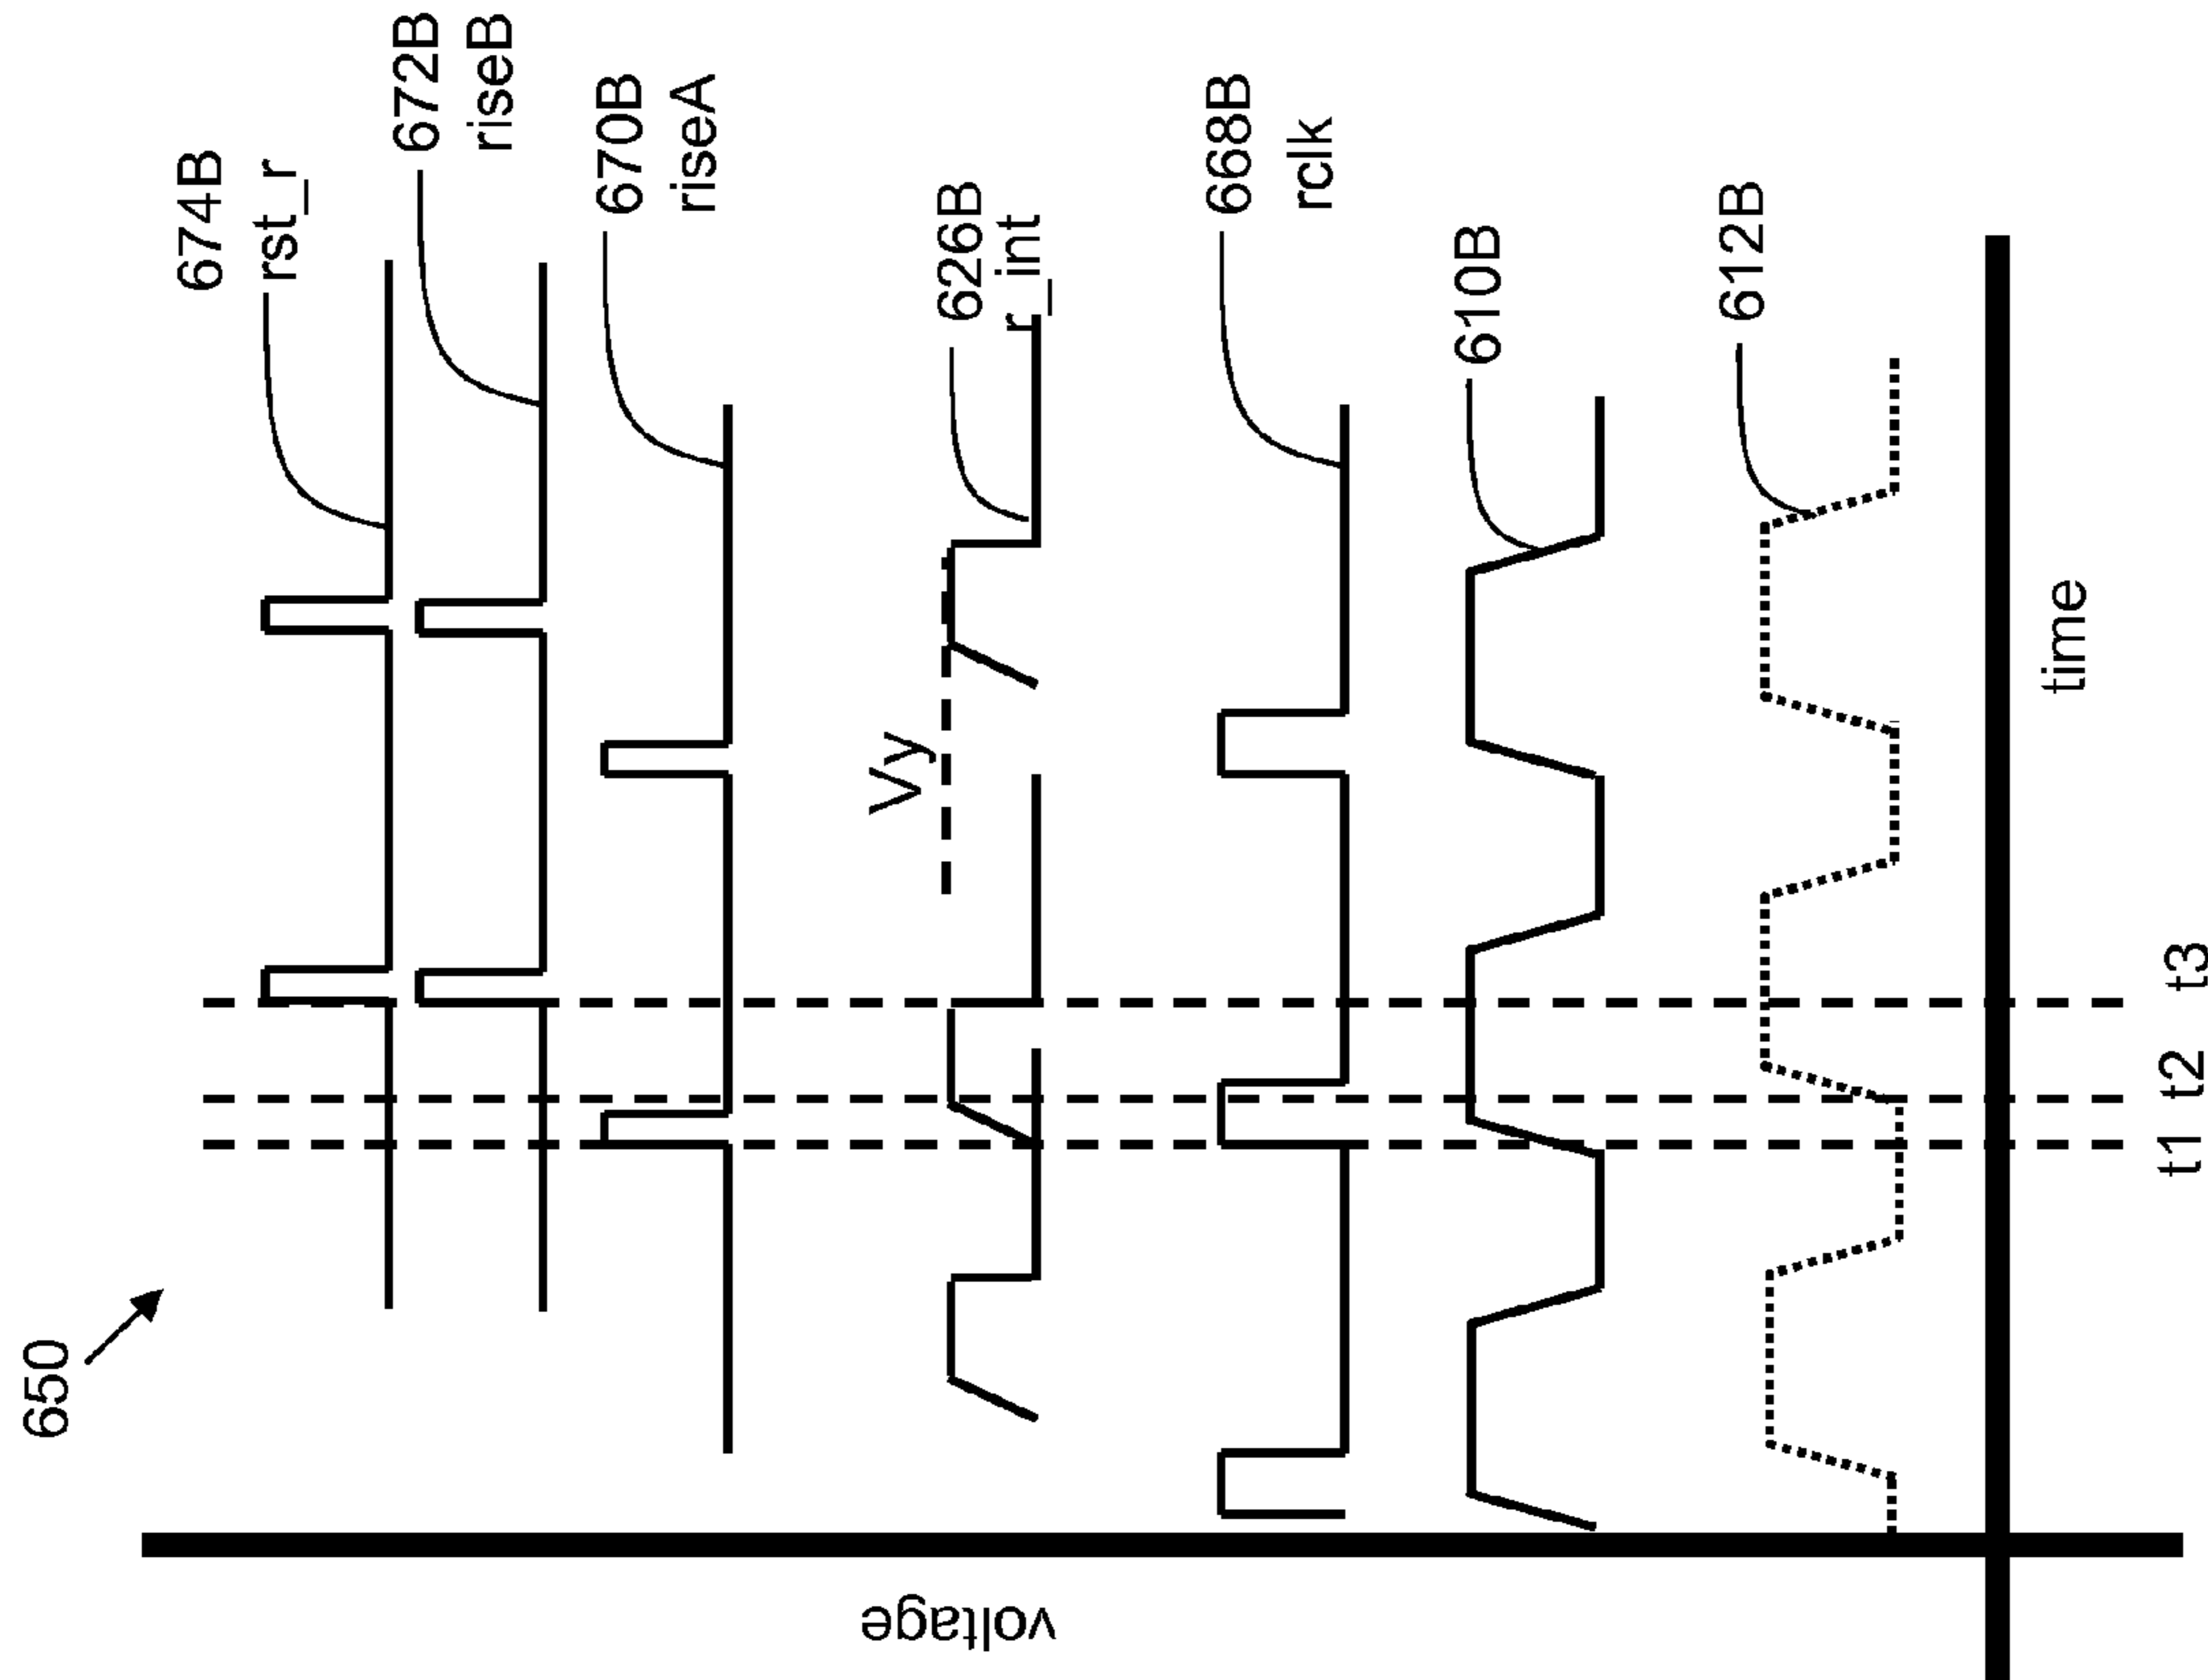 650
674B
rst_r
672B
riseB
670B
riseA
Vy
626B
r_int
668B
rclk
610B
612B
voltage
time
t1
t2
t3